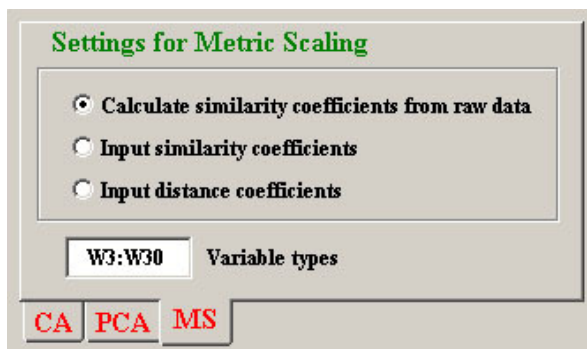 Settings for Metric Scaling
Calculate similarity coefficients from raw data
Input similarity coefficients
Input distance coefficients
W3:W30 Variable types
CA PCA MS